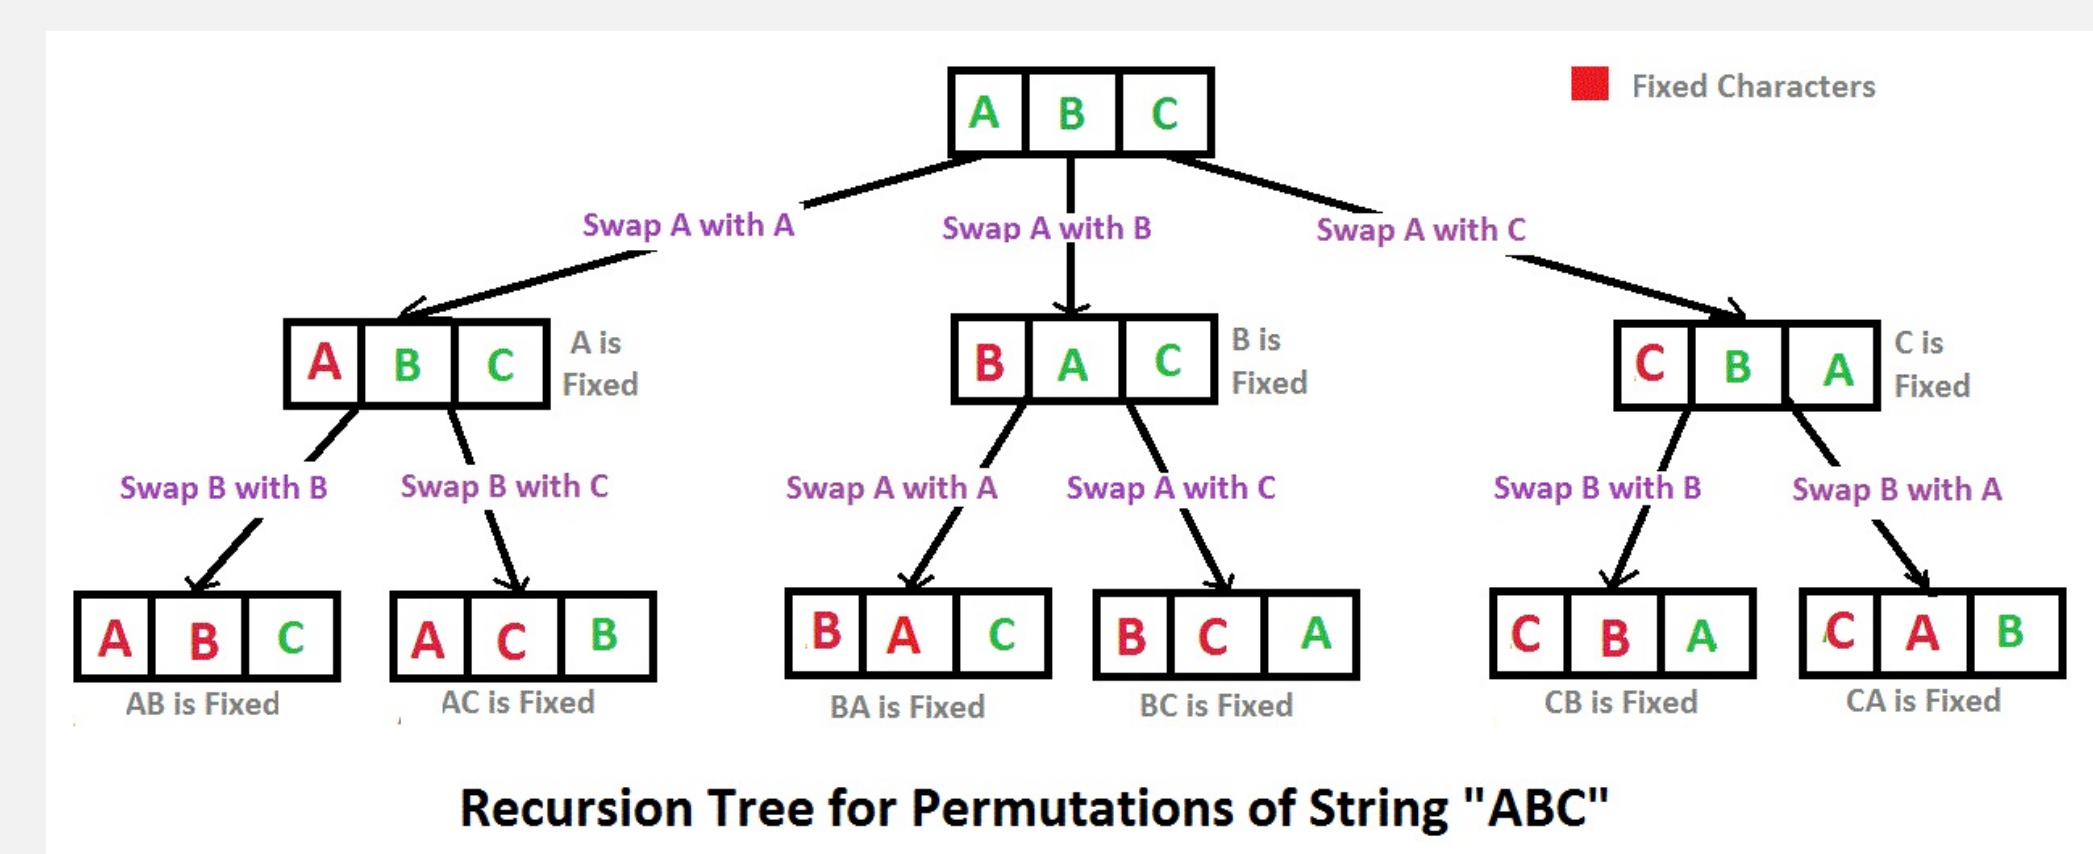 A B C
Fixed Characters
Swap A with A
Swap A with B
Swap A with C
A B C
A is
Fixed
B A C
B is
Fixed
C B A
C is
Fixed
Swap B with B
Swap B with C
Swap A with A
Swap A with C
Swap B with B
Swap B with A
A B C
A C B
B A C
B C A
C B A
C A B
AB is Fixed
AC is Fixed
BA is Fixed
BC is Fixed
CB is Fixed
CA is Fixed
Recursion Tree for Permutations of String "ABC"